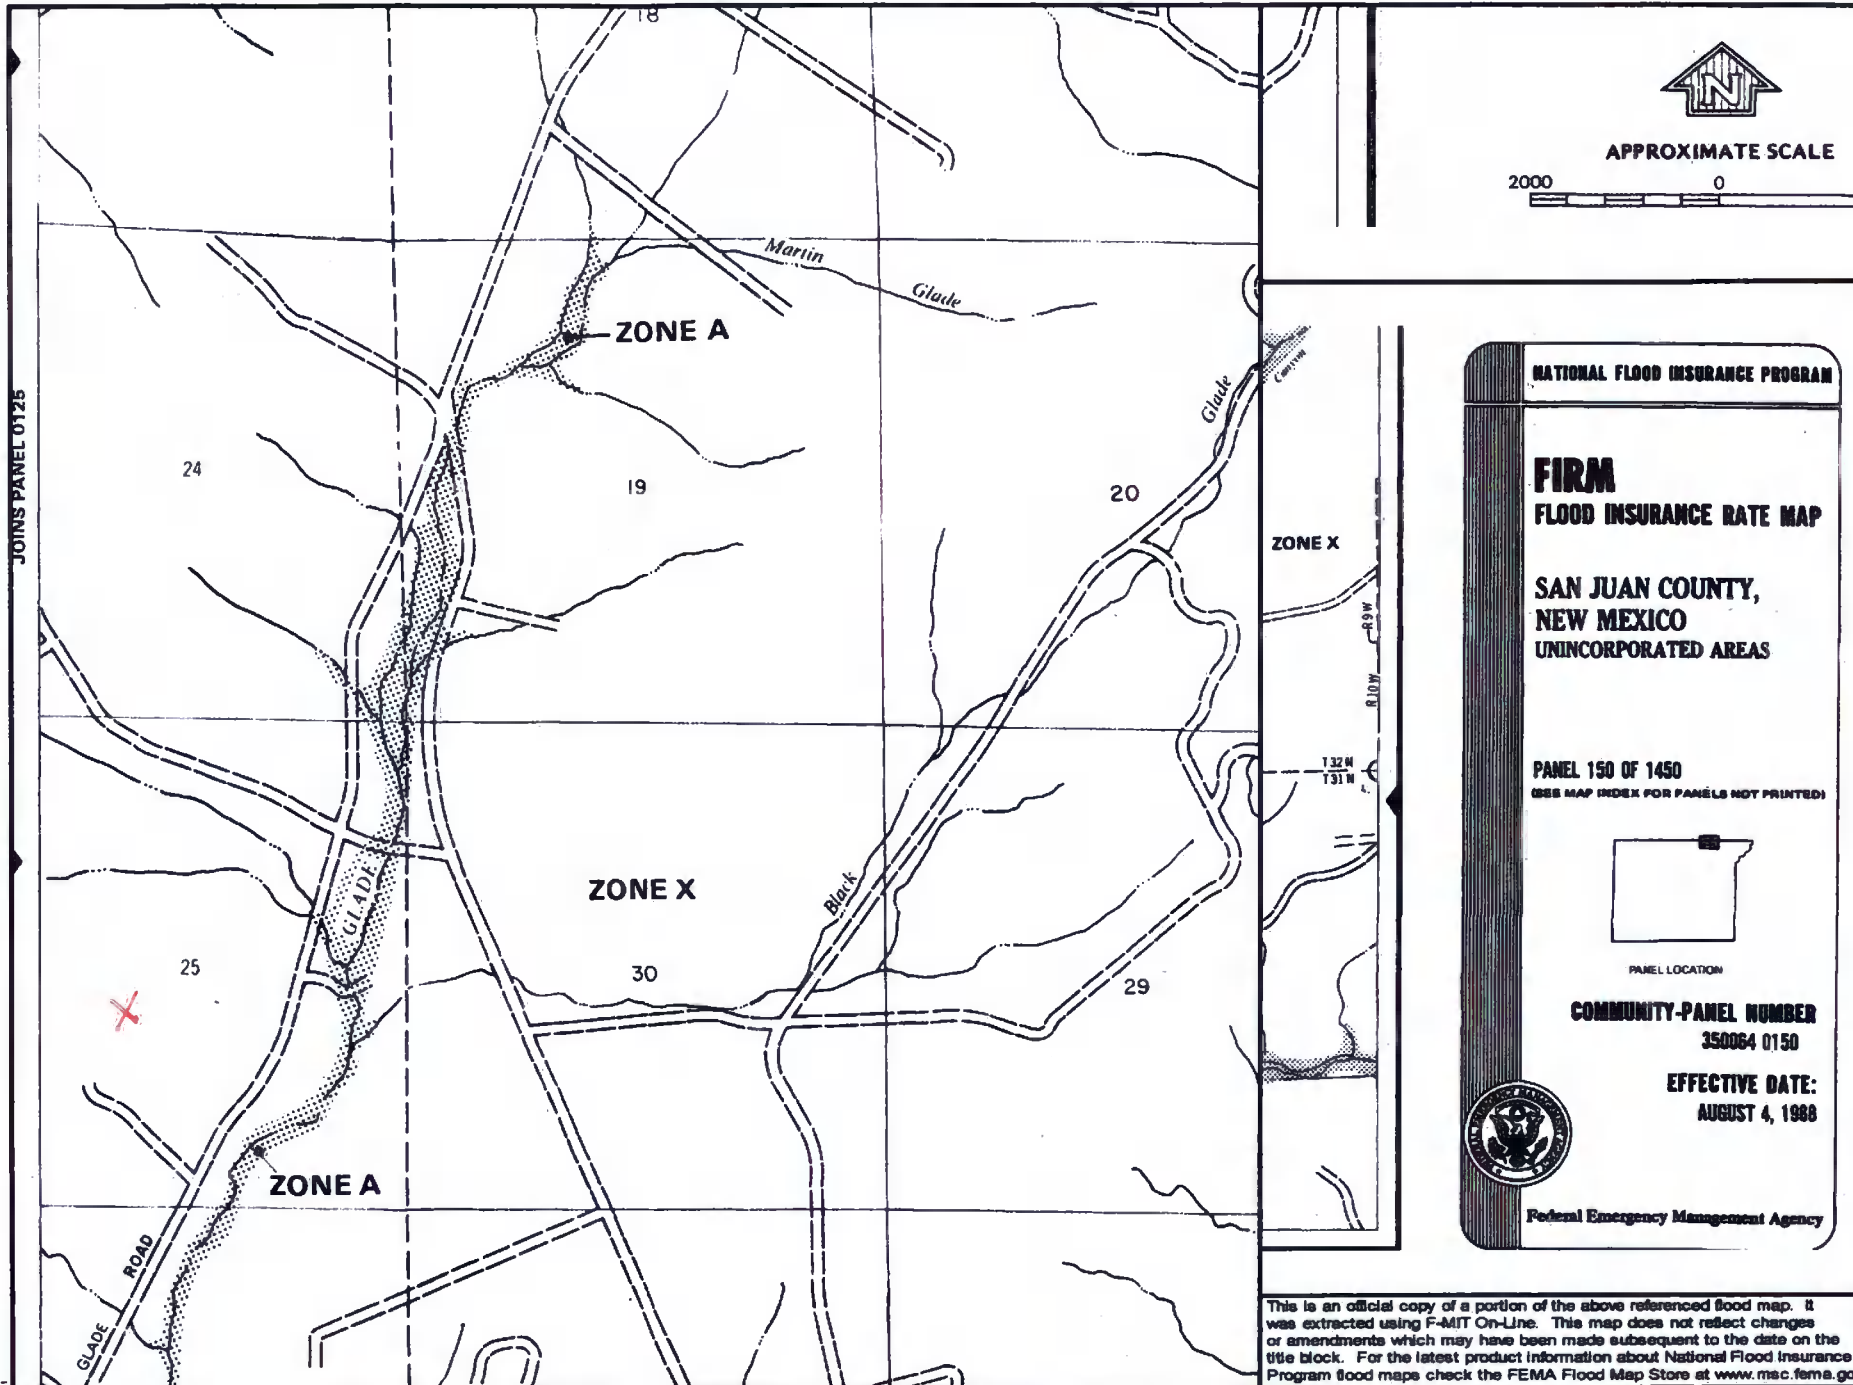 18
JOINS PANEL 0125
Martin
Glade
ZONE A
24
19
20
Glade
Canyon
ZONE X
R9W
R10W
T32N
T31N
GLADE
ZONE X
Black
25
30
29
ZONE A
GLADE ROAD
N
APPROXIMATE SCALE
2000 0
NATIONAL FLOOD INSURANCE PROGRAM
FIRM
FLOOD INSURANCE RATE MAP
SAN JUAN COUNTY,
NEW MEXICO
UNINCORPORATED AREAS
PANEL 150 OF 1450
(SEE MAP INDEX FOR PANELS NOT PRINTED)
PANEL LOCATION
COMMUNITY-PANEL NUMBER
350064 0150
EFFECTIVE DATE:
AUGUST 4, 1988
Federal Emergency Management Agency
This is an official copy of a portion of the above referenced flood map. It
was extracted using F-MIT On-Line. This map does not reflect changes
or amendments which may have been made subsequent to the date on the
title block. For the latest product information about National Flood Insurance
Program flood maps check the FEMA Flood Map Store at www.msc.fema.go